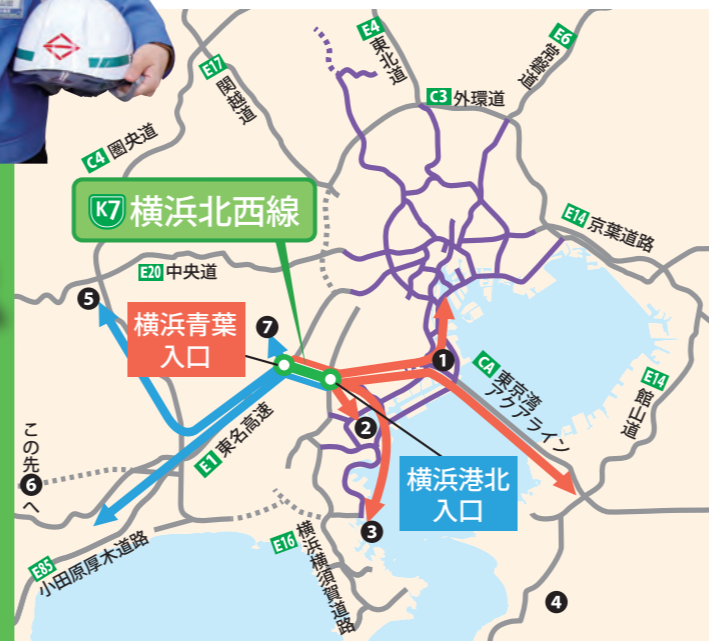 E4 東北道
E6 常磐道
E17 関越道
C3 外環道
C4 圏央道
K7 横浜北西線
E14 京葉道路
E20 中央道
5
7
横浜青葉
入口
1
CA 東京湾
アクアライン
E14 館山道
2
この先
6
へ
E1 東名高速
横浜港北
入口
3
E85
小田原厚木道路
E16 横浜横須賀道路
4